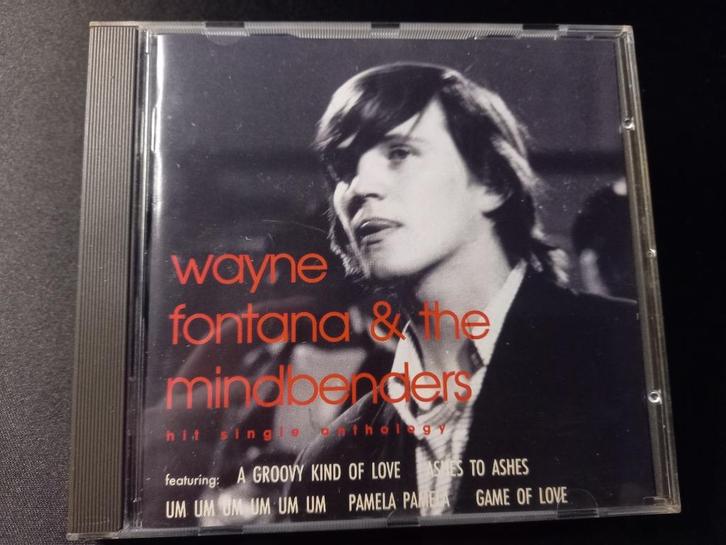 wayne
fontana & the
mindbenders
hit single anthology
featuring: A GROOVY KIND OF LOVE ASHES TO ASHES
UM UM UM UM UM UM PAMELA PAMELA GAME OF LOVE